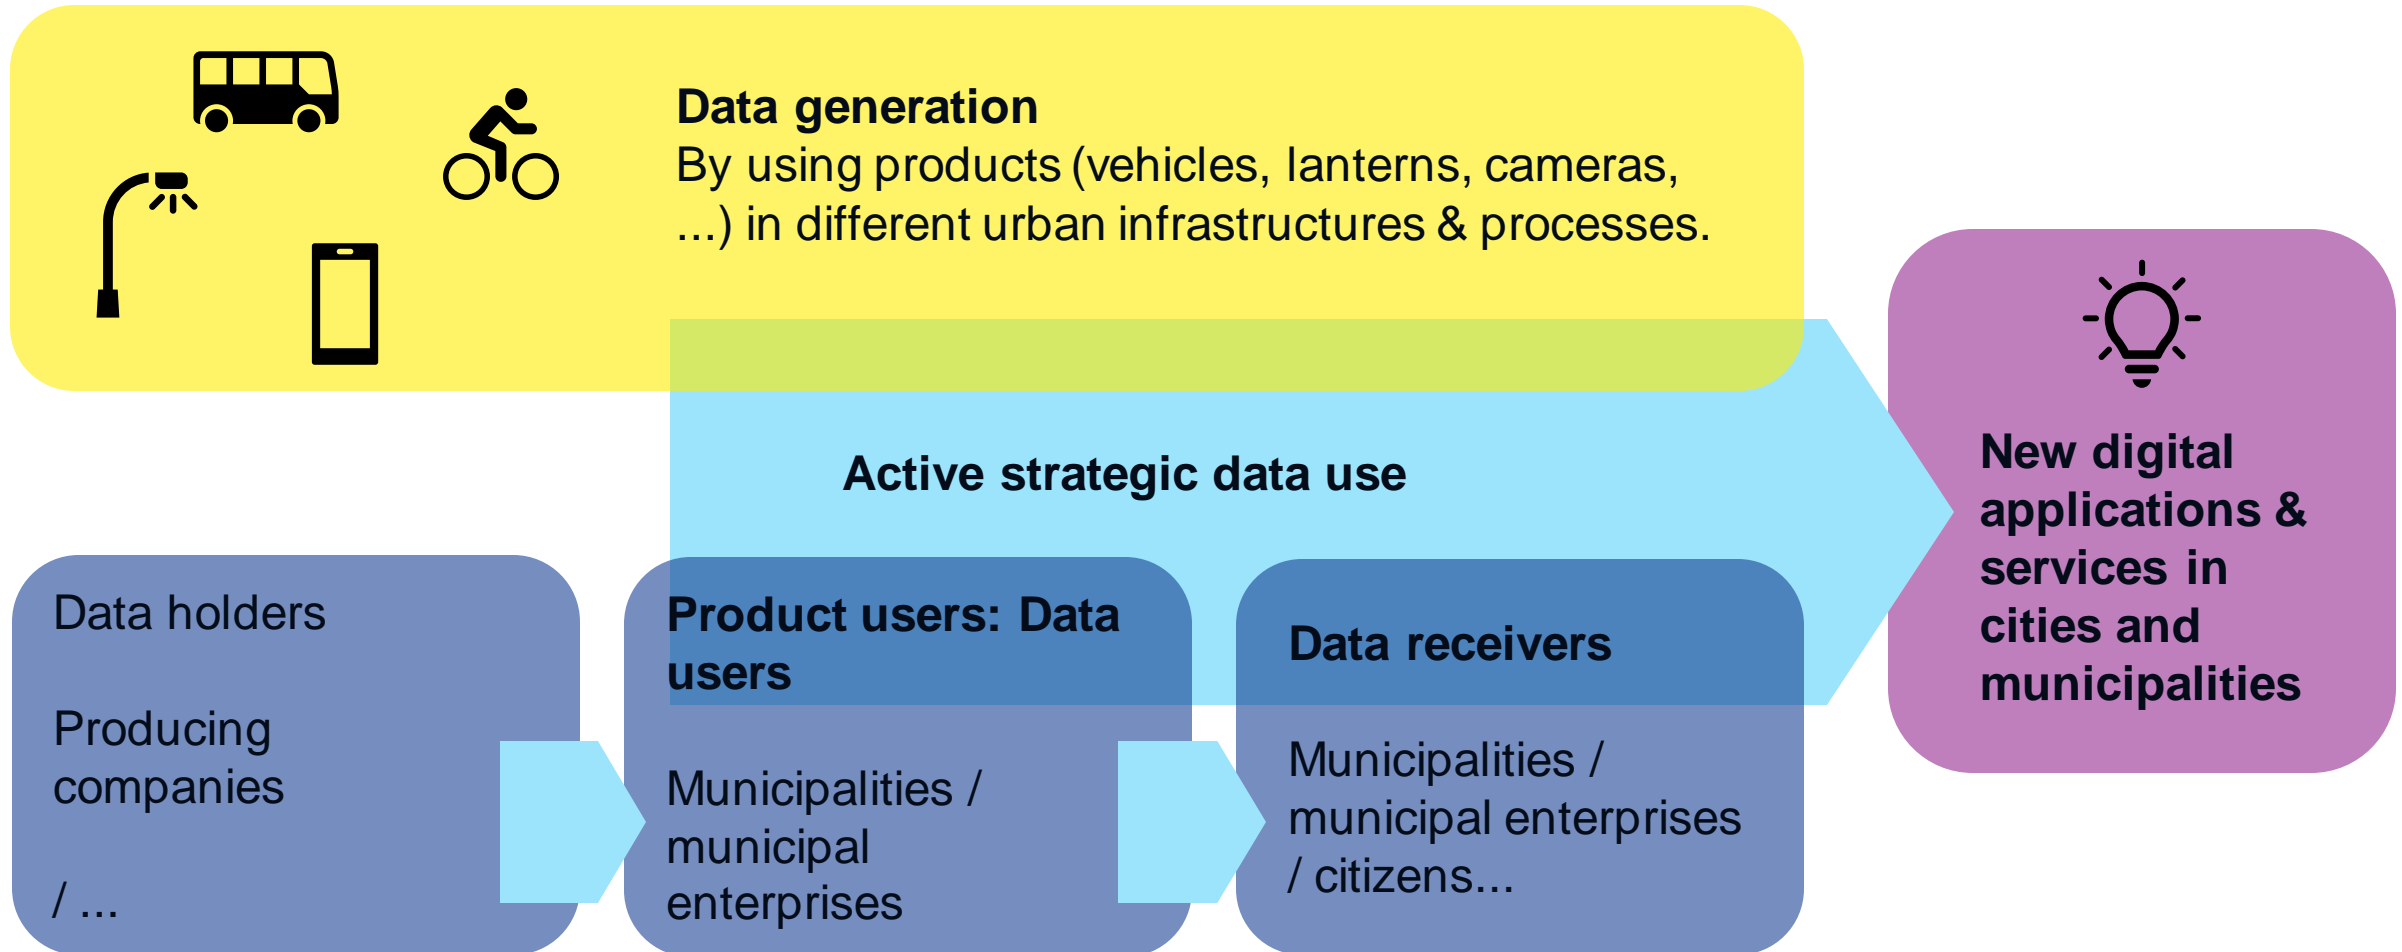 Data generation
By using products (vehicles, lanterns, cameras,
...) in different urban infrastructures & processes.
Active strategic data use
New digital
applications &
services in
cities and
municipalities
Data holders
Producing
companies
/ ...
Product users: Data
users
Municipalities /
municipal
enterprises
Data receivers
Municipalities /
municipal enterprises
/ citizens...